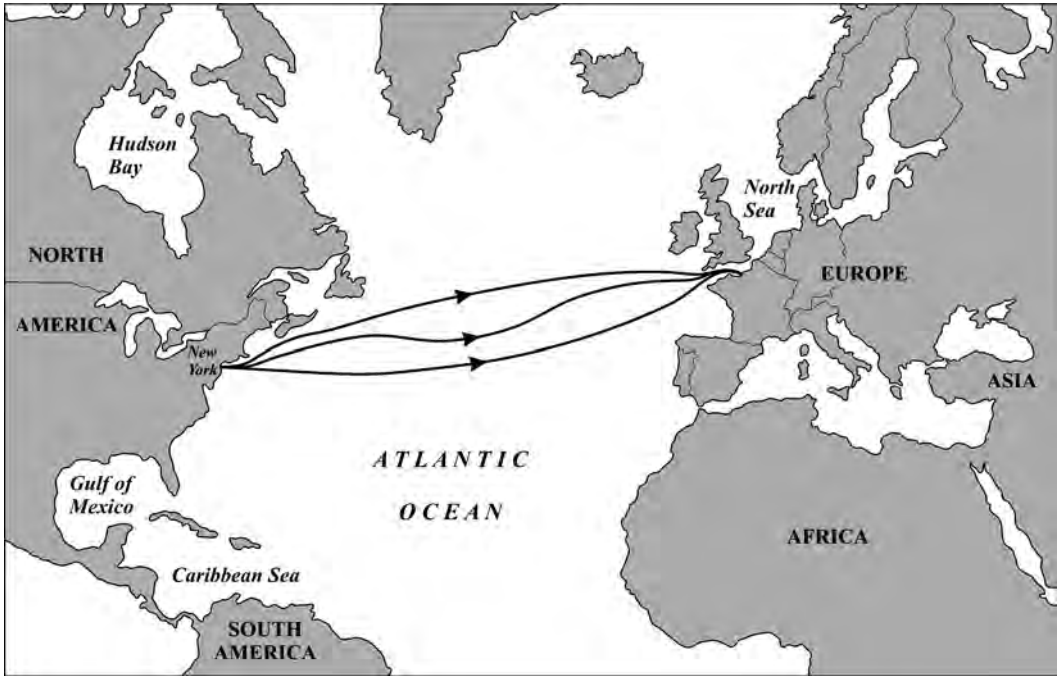 Hudson
Bay
North
Sea
NORTH
AMERICA
EUROPE
New
York
ASIA
ATLANTIC
OCEAN
Gulf of
Mexico
AFRICA
Caribbean Sea
SOUTH
AMERICA